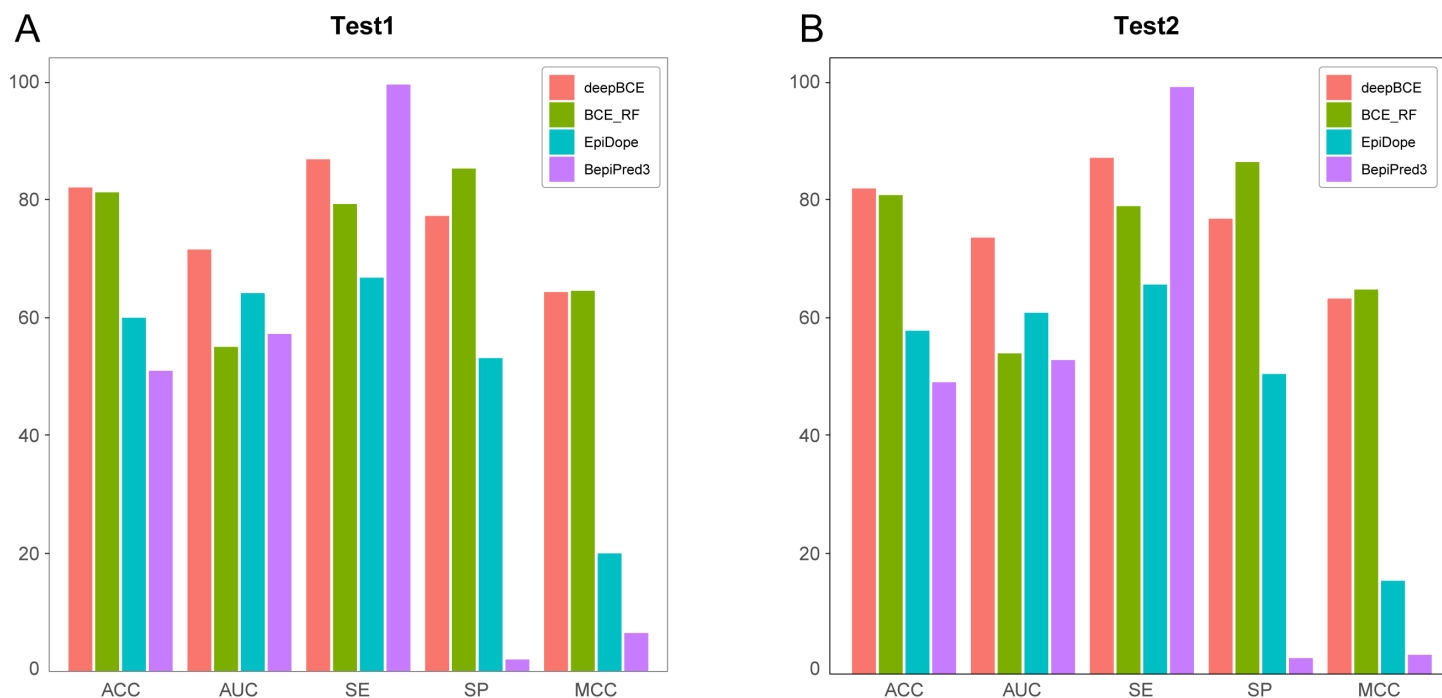 A
Test1
100
80
60
40
20
0
deepBCE
BCE_RF
EpiDope
BepiPred3
ACC AUC SE SP MCC
B
Test2
100
80
60
40
20
0
deepBCE
BCE_RF
EpiDope
BepiPred3
ACC AUC SE SP MCC